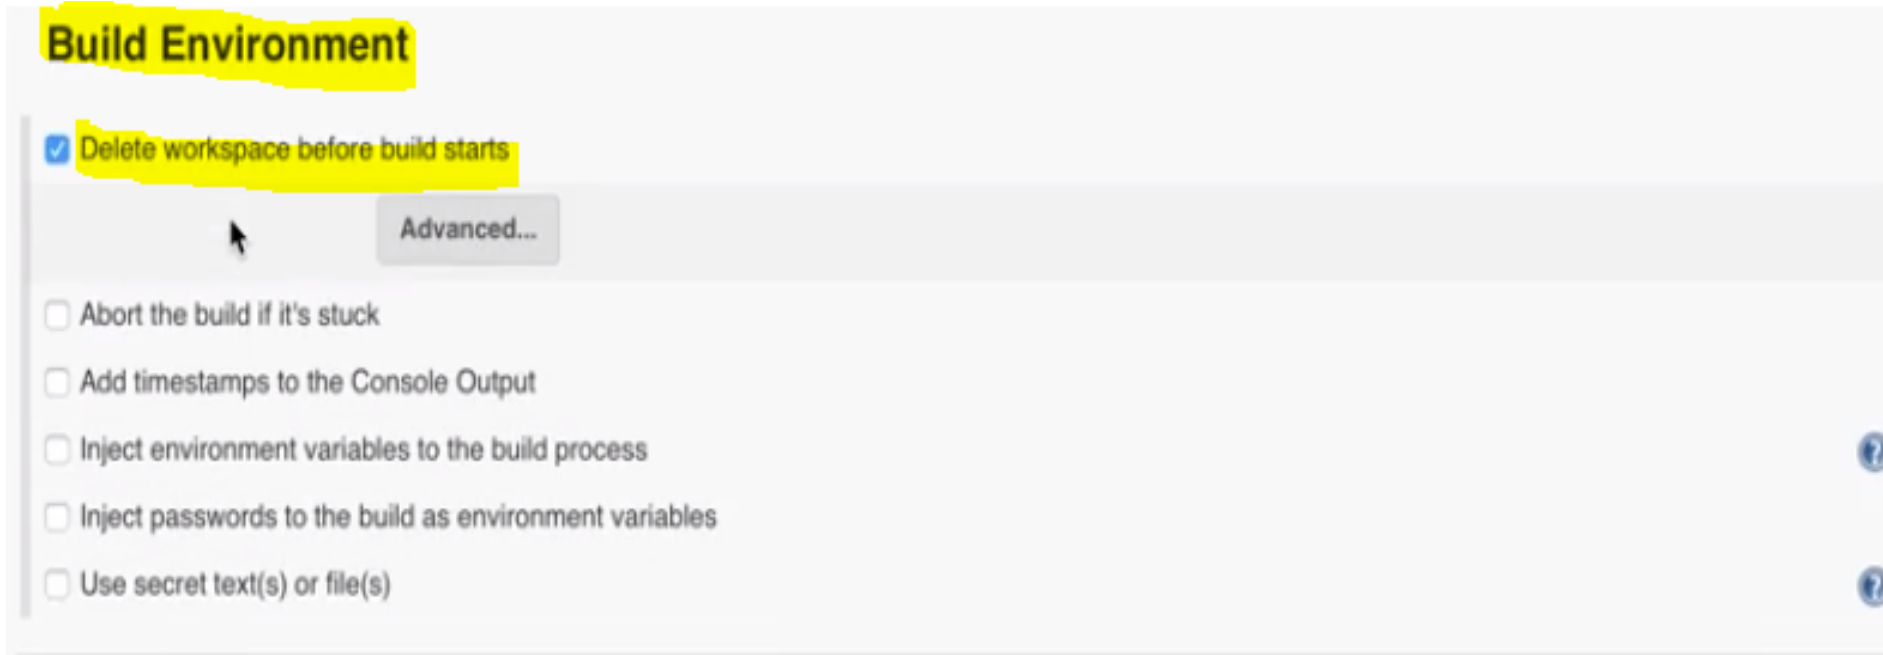 Build Environment
Delete workspace before build starts
Advanced...
Abort the build if it's stuck
Add timestamps to the Console Output
Inject environment variables to the build process
?
Inject passwords to the build as environment variables
Use secret text(s) or file(s)
?